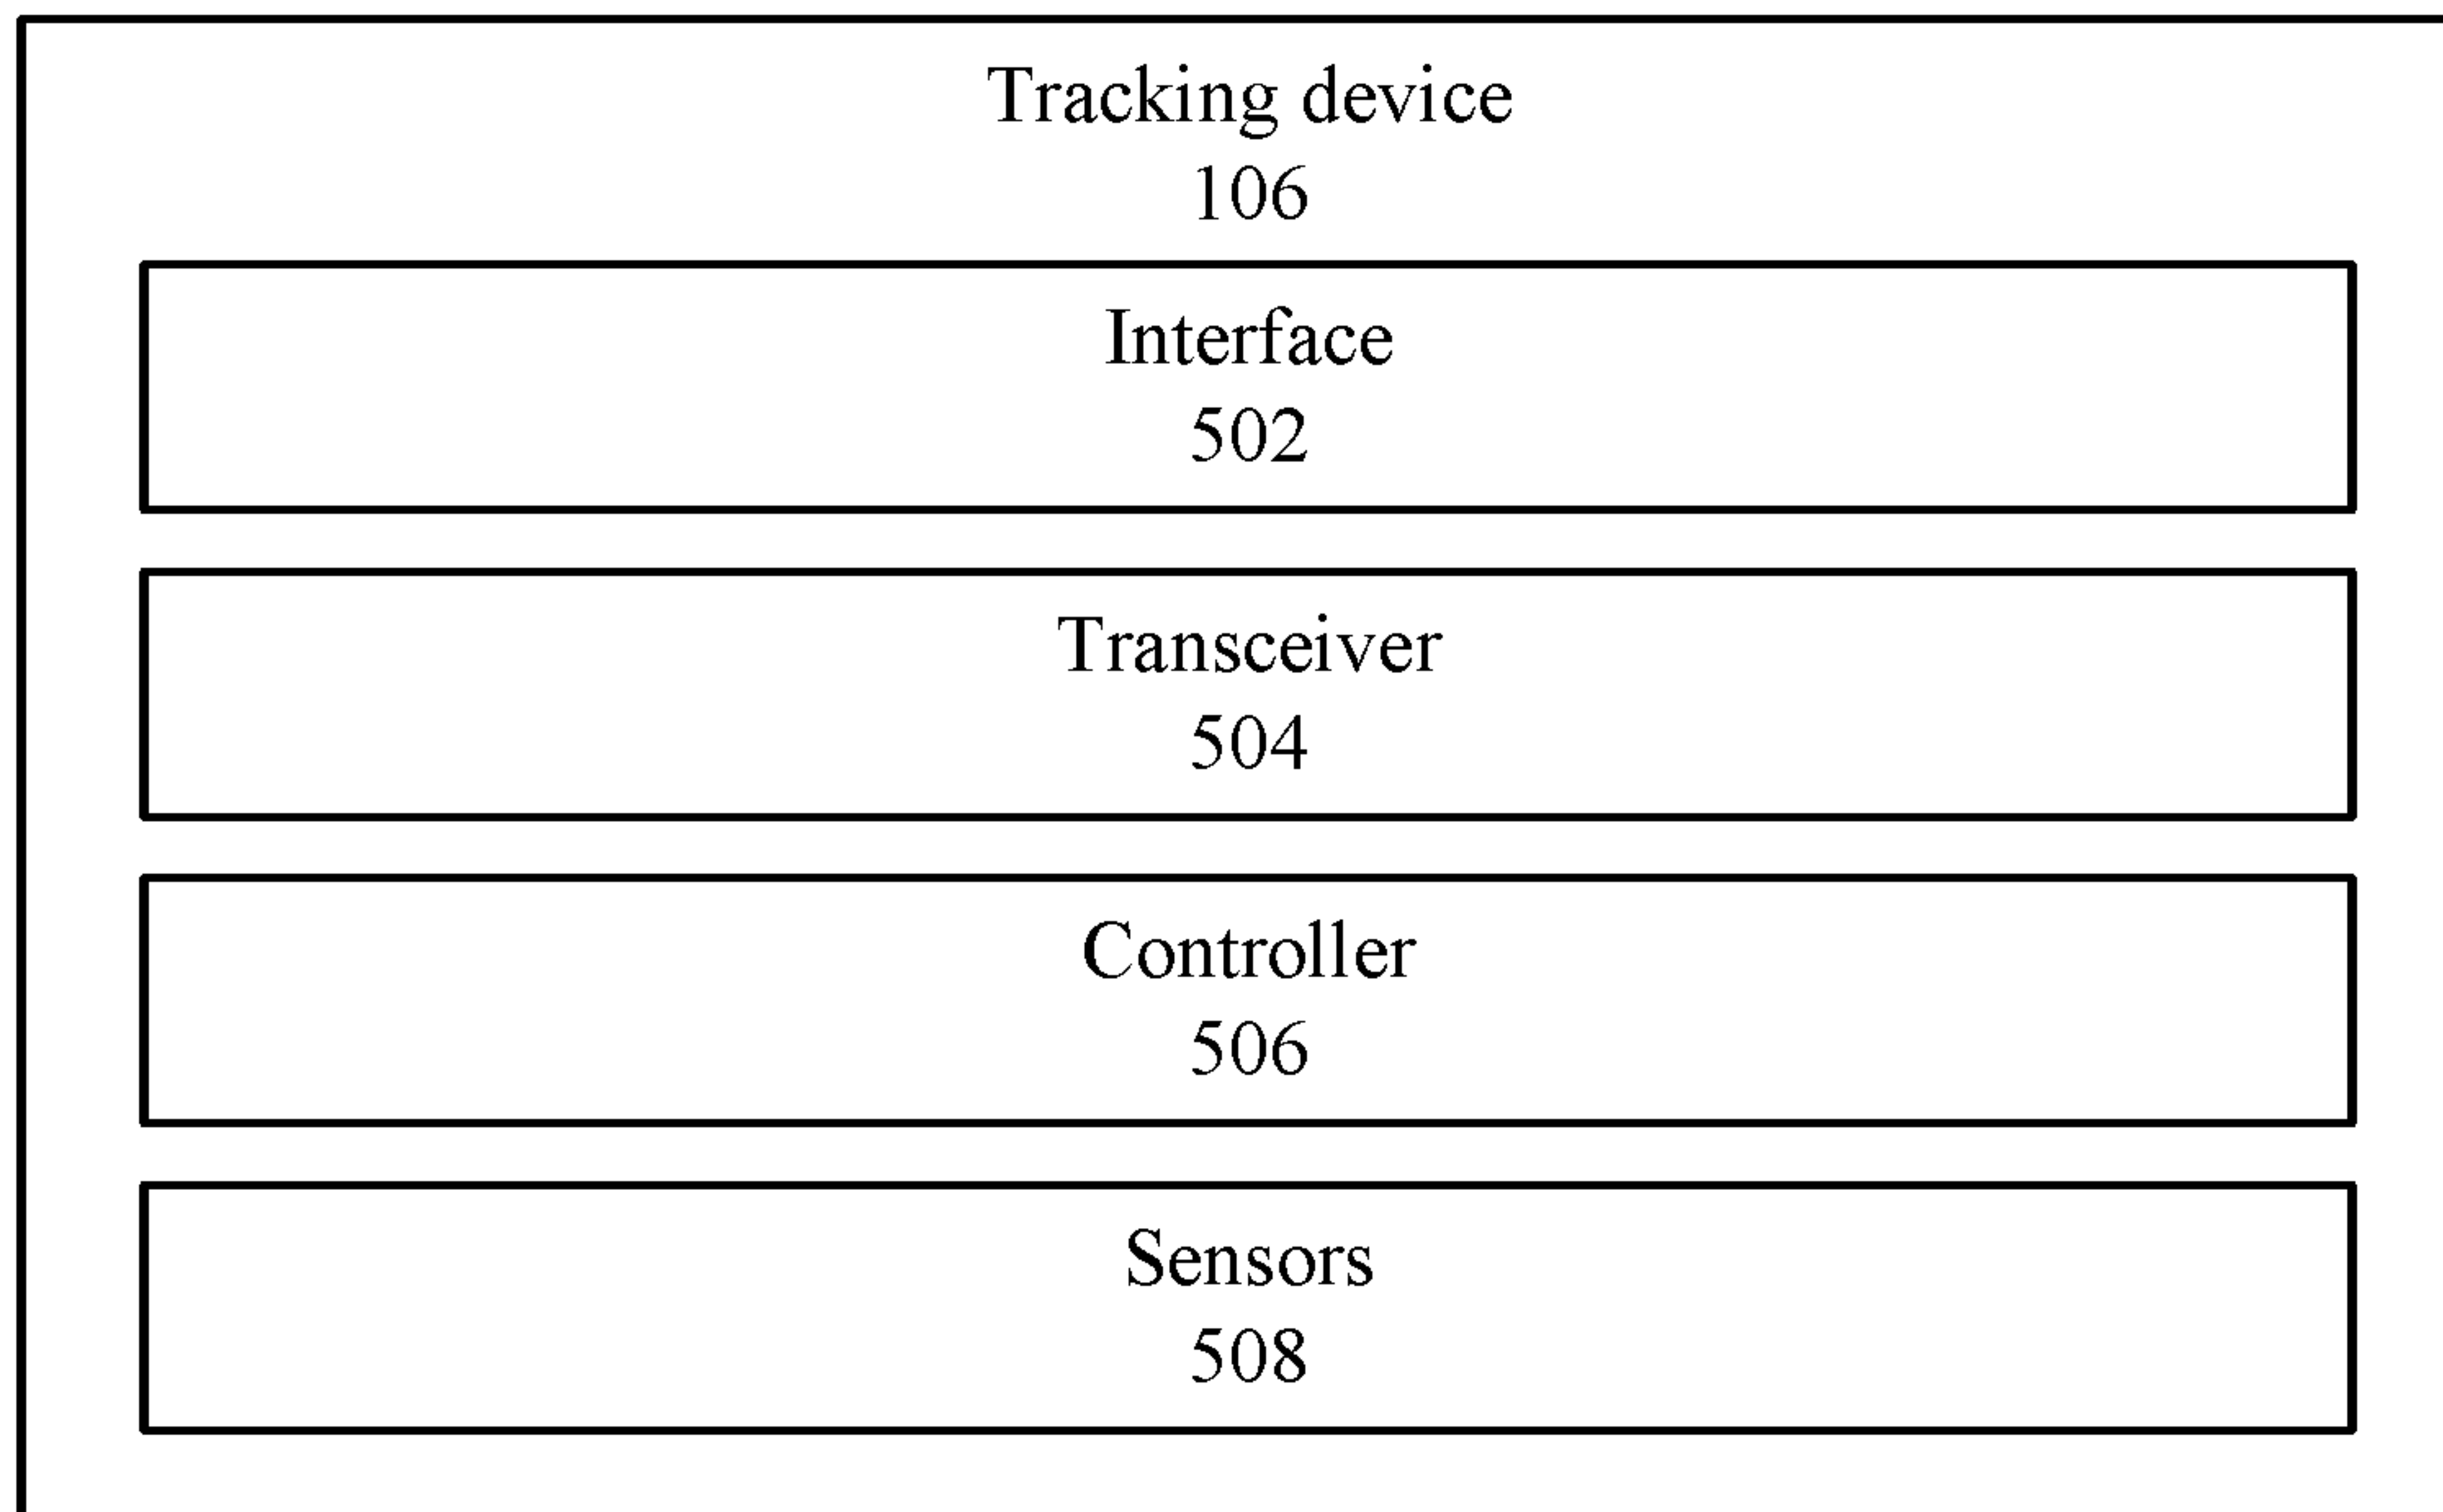 Tracking device
106
Interface
502
Transceiver
504
Controller
506
Sensors
508